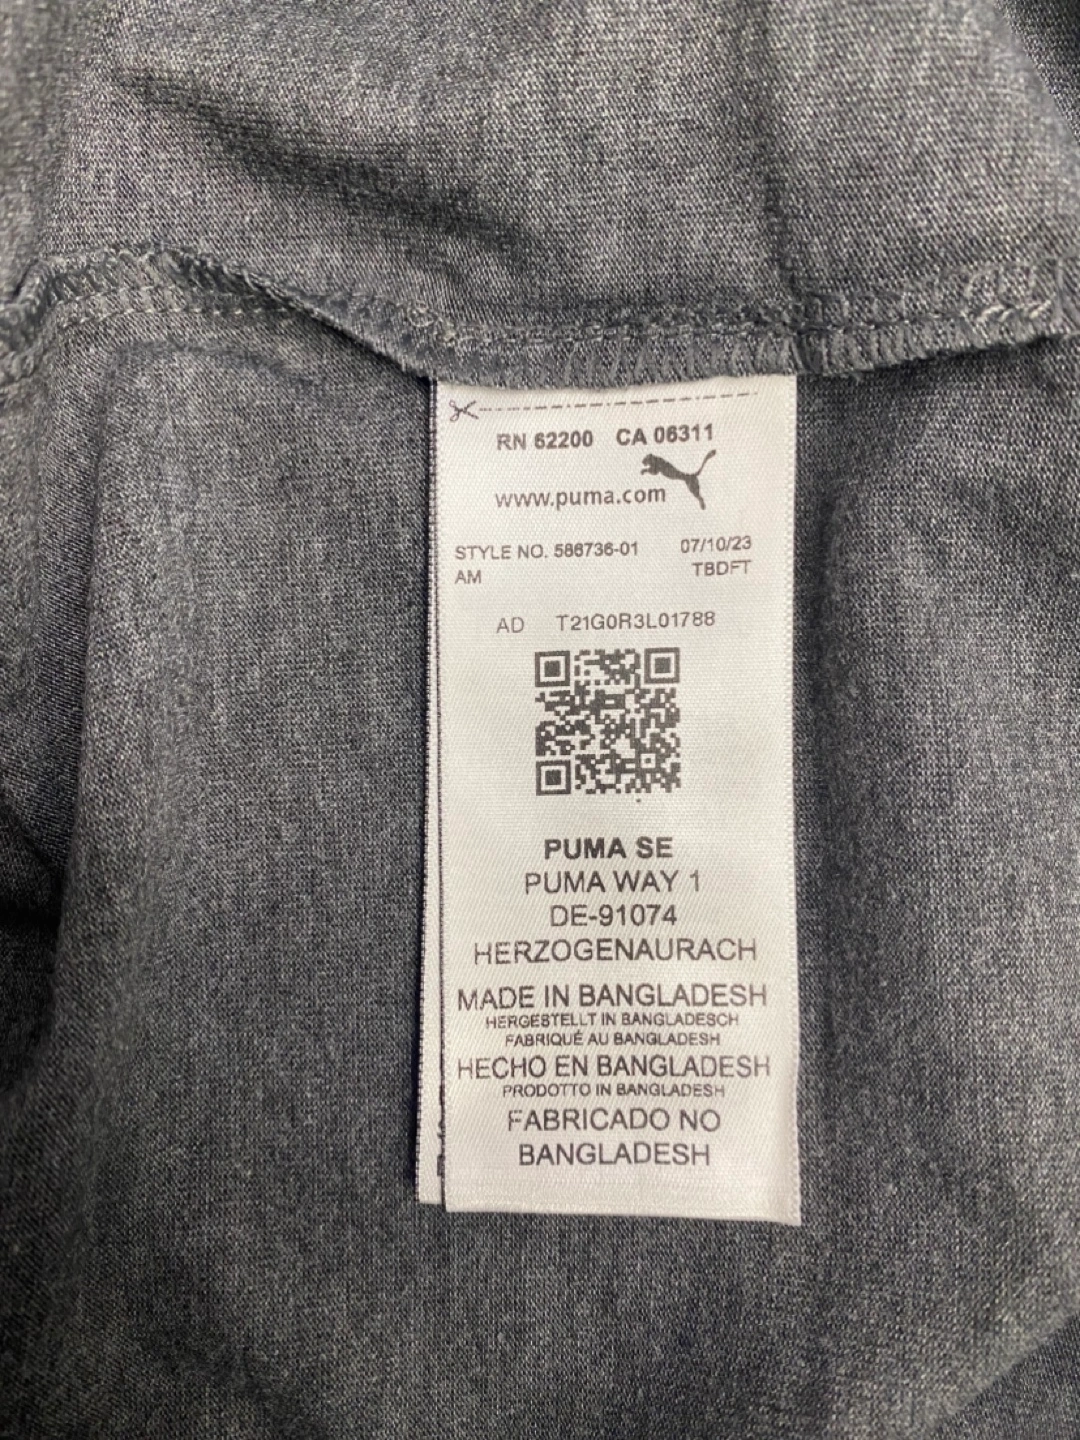 RN 62200 CA 06311
www.puma.com
STYLE NO. 586736-01 07/10/23
AM TBDFT
AD T21G0R3L01788
PUMA SE
PUMA WAY 1
DE-91074
HERZOGENAURACH
MADE IN BANGLADESH
HERGESTELLT IN BANGLADESCH
FABRIQUÉ AU BANGLADESH
HECHO EN BANGLADESH
PRODOTTO IN BANGLADESH
FABRICADO NO
BANGLADESH